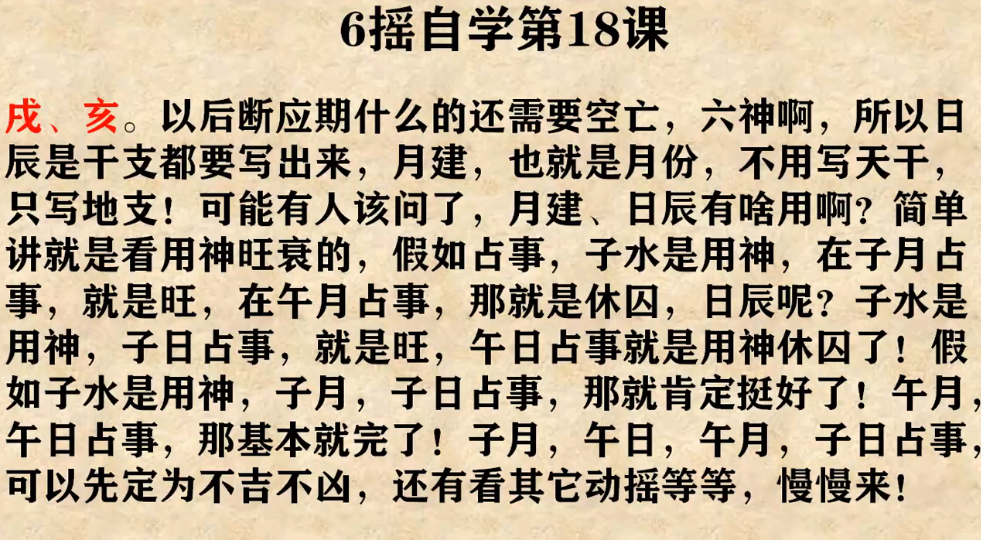 6摇自学第18课
戌、亥。以后断应期什么的还需要空亡，六神啊，所以日
辰是干支都要写出来，月建，也就是月份，不用写天干，
只写地支！可能有人该问了，月建、日辰有啥用啊？简单
讲就是看用神旺衰的，假如占事，子水是用神，在子月占
事，就是旺，在午月占事，那就是休囚，日辰呢？子水是
用神，子日占事，就是旺，午日占事就是用神休囚了！假
如子水是用神，子月，子日占事，那就肯定挺好了！午月，
午日占事，那基本就完了！子月，午日，午月，子日占事，
可以先定为不吉不凶，还有看其它动摇等等，慢慢来！